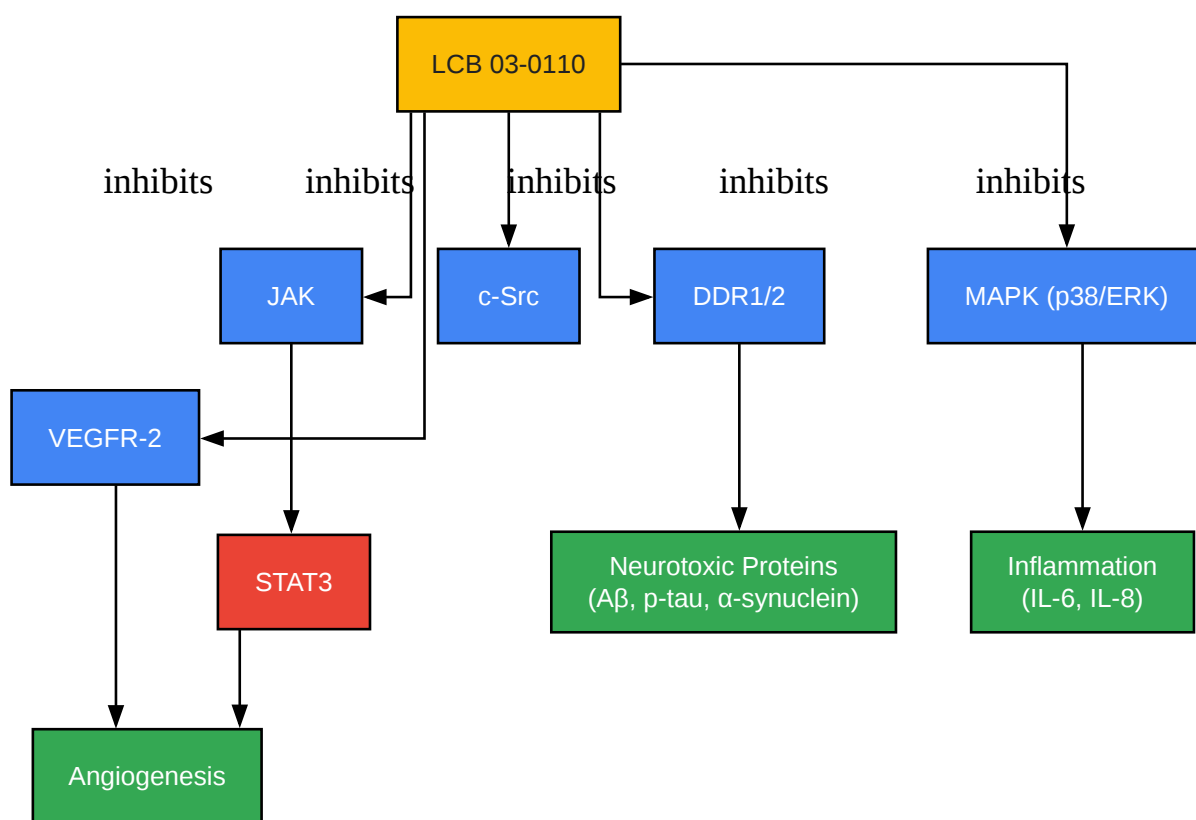 LCB 03-0110
inhibits
inhibits
inhibits
inhibits
inhibits
JAK
c-Src
DDR1/2
MAPK (p38/ERK)
VEGFR-2
STAT3
Neurotoxic Proteins
(Aβ, p-tau, α-synuclein)
Inflammation
(IL-6, IL-8)
Angiogenesis